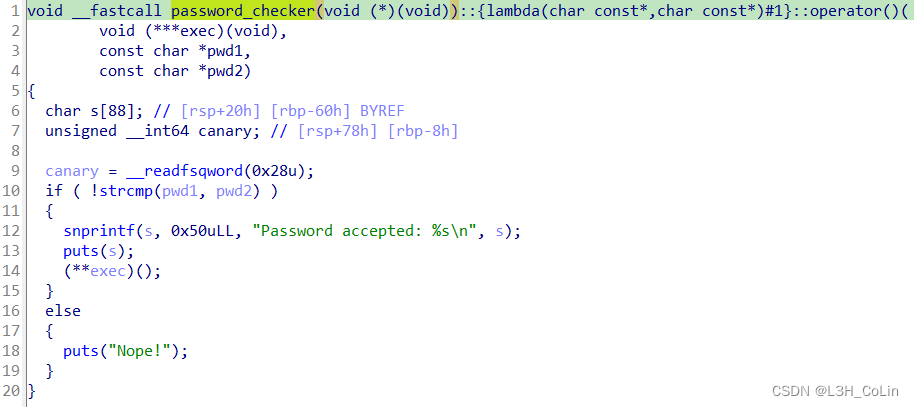 1 void __fastcall password_checker(void (*)(void))::{lambda(char const*,char const*)#1}::operator()(
2 void (***exec)(void),
3 const char *pwd1,
4 const char *pwd2)
5 {
6 char s[88]; // [rsp+20h] [rbp-60h] BYREF
7 unsigned __int64 canary; // [rsp+78h] [rbp-8h]
8
9 canary = __readfsqword(0x28u);
10 if ( !strcmp(pwd1, pwd2) )
11 {
12 snprintf(s, 0x50uLL, "Password accepted: %s\n", s);
13 puts(s);
14 (**exec)();
15 }
16 else
17 {
18 puts("Nope!");
19 }
20 }
CSDN @L3H_CoLin